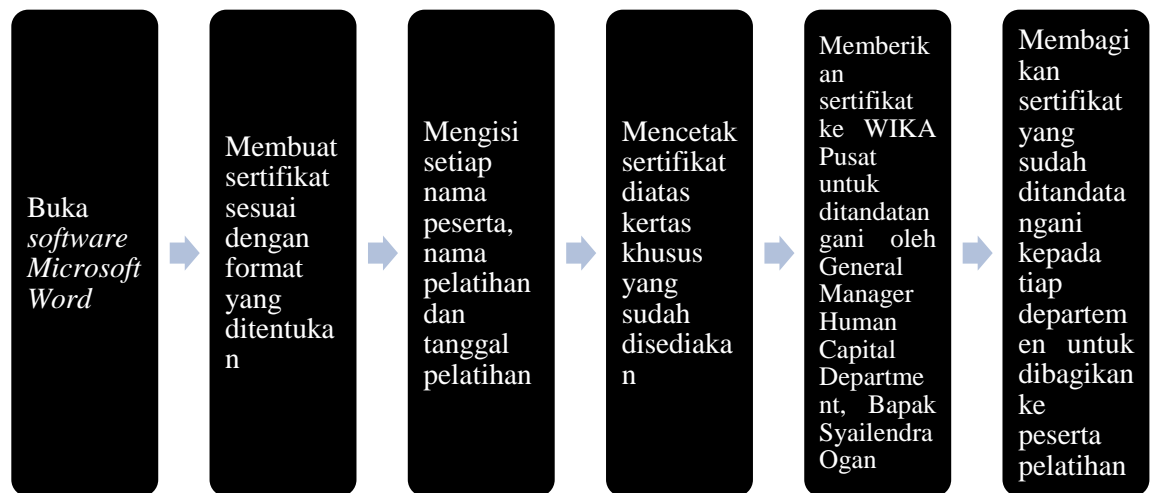 Buka
software
Microsoft
Word
Membuat
sertifikat
sesuai
dengan
format
yang
ditentuka
n
Mengisi
setiap
nama
peserta,
nama
pelatihan
dan
tanggal
pelatihan
Mencetak
sertifikat
diatas
kertas
khusus
yang
sudah
disediaka
n
Memberik
an
sertifikat
ke WIKA
Pusat
untuk
ditandatan
gani oleh
General
Manager
Human
Capital
Departme
nt, Bapak
Syailendra
Ogan
Membagi
kan
sertifikat
yang
sudah
ditandata
ngani
kepada
tiap
departem
en untuk
dibagikan
ke
peserta
pelatihan